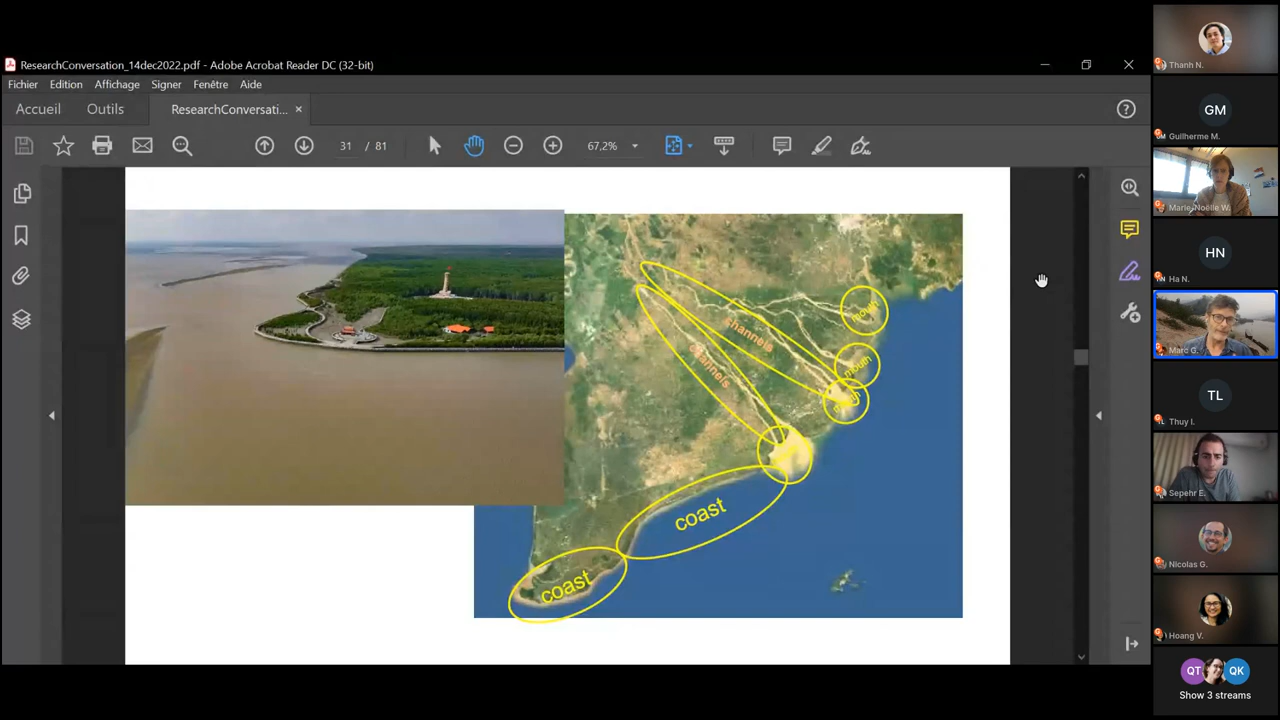 ResearchConversation_14dec2022.pdf - Adobe Acrobat Reader DC (32-bit)
Fichier Edition Affichage Signer Fenêtre Aide
Accueil Outils ResearchConversati... ×
31 / 81 67,2%
mouth
channels
channels
mouth
coast
coast
Thanh N.
GM
Guilherme M.
Marie-Noëlle W.
HN
Ha N.
Marc G.
TL
Thuy l.
Sepehr E.
Nicolas G.
Hoang V.
QT QK
Show 3 streams